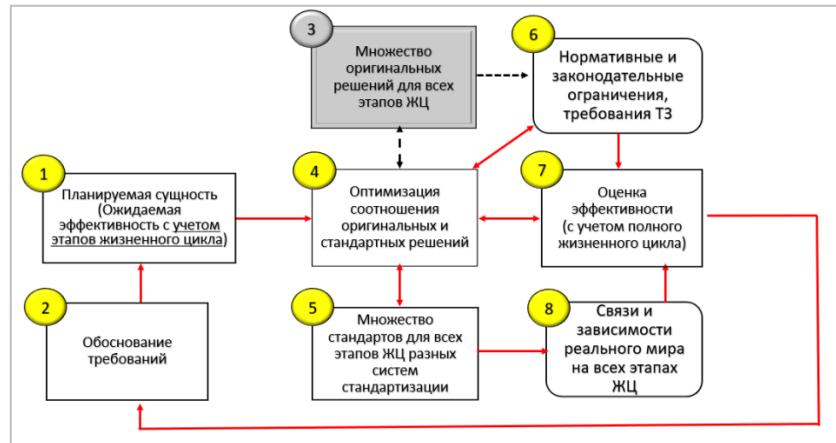 3
Множество
оригинальных
решений для всех
этапов ЖЦ
6
Нормативные и
законодательные
ограничения,
требования ТЗ
1
Планируемая сущность
(Ожидаемая
эффективность с учетом
этапов жизненного цикла)
4
Оптимизация
соотношения
оригинальных и
стандартных решений
7
Оценка
эффективности
(с учетом полного
жизненного цикла)
2
Обоснование
требований
5
Множество
стандартов для всех
этапов ЖЦ разных
систем
стандартизации
8
Связи и
зависимости
реального мира
на всех этапах
ЖЦ